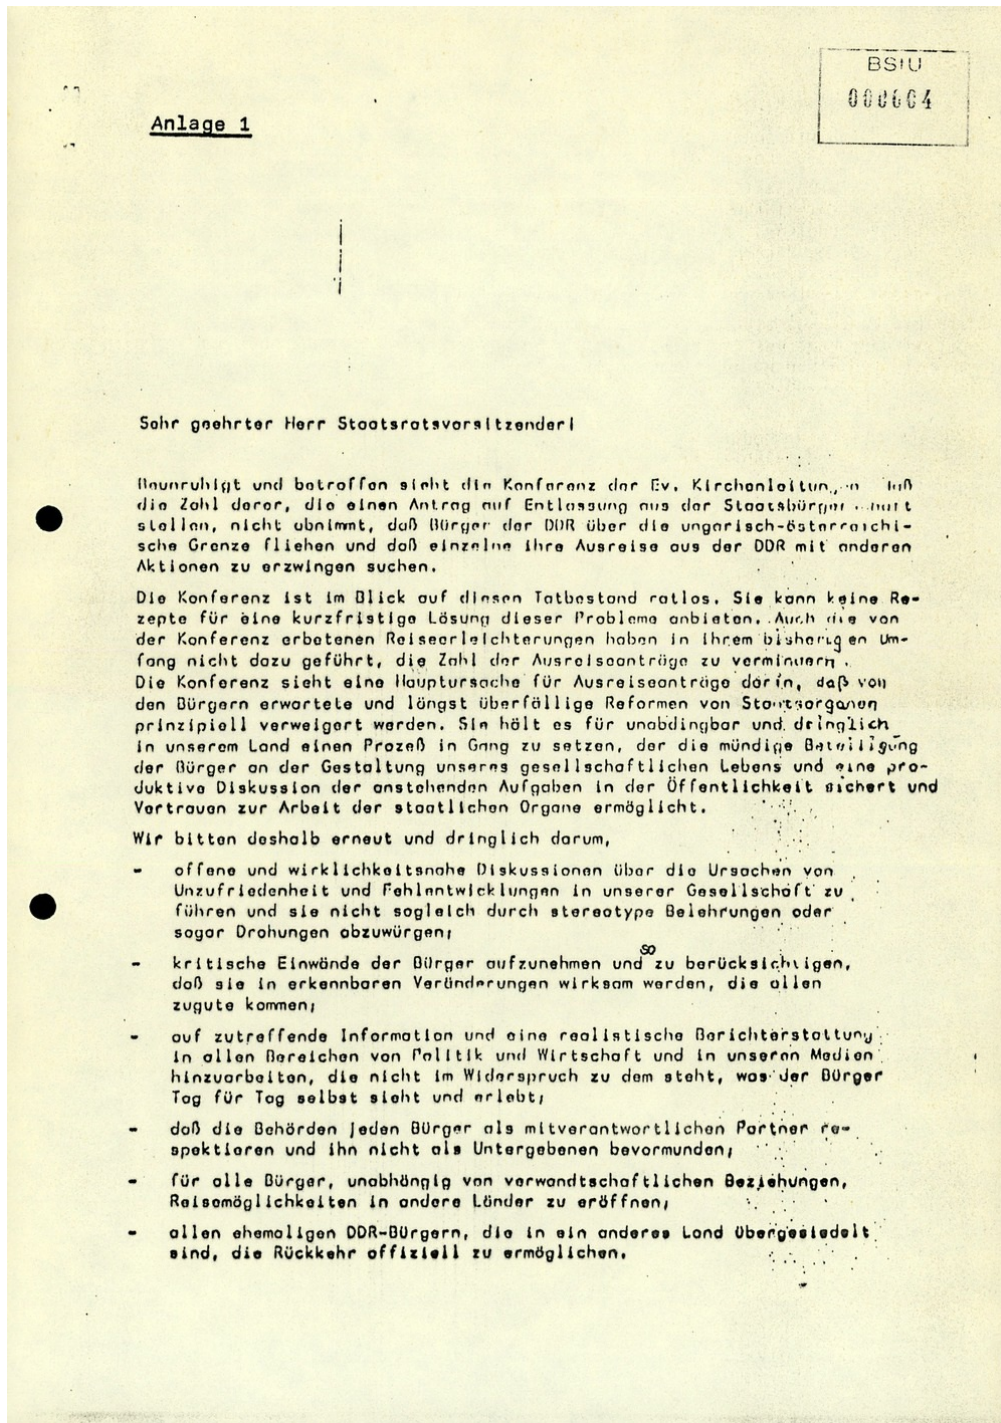 BStU
000604
Anlage 1
Sehr geehrter Herr Staatsratsvorsitzender!
Beunruhigt und betroffen sieht die Konferenz der Ev. Kirchenleitungen, daß
die Zahl derer, die einen Antrag auf Entlassung aus der Staatsbürgerschaft
stellen, nicht abnimmt, daß Bürger der DDR über die ungarisch-österreichi-
sche Grenze fliehen und daß einzelne ihre Ausreise aus der DDR mit anderen
Aktionen zu erzwingen suchen.
Die Konferenz ist im Blick auf diesen Tatbestand ratlos. Sie kann keine Re-
zepte für eine kurzfristige Lösung dieser Probleme anbieten. Auch die von
der Konferenz erbetenen Reiseerleichterungen haben in ihrem bisherigen Um-
fang nicht dazu geführt, die Zahl der Ausreiseanträge zu vermindern.
Die Konferenz sieht eine Hauptursache für Ausreiseanträge darin, daß von
den Bürgern erwartete und längst überfällige Reformen von Staatsorganen
prinzipiell verweigert werden. Sie hält es für unabdingbar und dringlich
in unserem Land einen Prozeß in Gang zu setzen, der die mündige Beteiligung
der Bürger an der Gestaltung unseres gesellschaftlichen Lebens und eine pro-
duktive Diskussion der anstehenden Aufgaben in der Öffentlichkeit sichert und
Vertrauen zur Arbeit der staatlichen Organe ermöglicht.
Wir bitten deshalb erneut und dringlich darum,
- offene und wirklichkeitsnahe Diskussionen über die Ursachen von
Unzufriedenheit und Fehlentwicklungen in unserer Gesellschaft zu
führen und sie nicht sogleich durch stereotype Belehrungen oder
sogar Drohungen abzuwürgen;
- kritische Einwände der Bürger aufzunehmen und so zu berücksichtigen,
daß sie in erkennbaren Veränderungen wirksam werden, die allen
zugute kommen;
- auf zutreffende Information und eine realistische Berichterstattung
in allen Bereichen von Politik und Wirtschaft und in unseren Medien
hinzuarbeiten, die nicht im Widerspruch zu dem steht, was der Bürger
Tag für Tag selbst sieht und erlebt;
- daß die Behörden jeden Bürger als mitverantwortlichen Partner re-
spektieren und ihn nicht als Untergebenen bevormunden;
- für alle Bürger, unabhängig von verwandtschaftlichen Beziehungen,
Reisemöglichkeiten in andere Länder zu eröffnen;
- allen ehemaligen DDR-Bürgern, die in ein anderes Land übergesiedelt
sind, die Rückkehr offiziell zu ermöglichen.